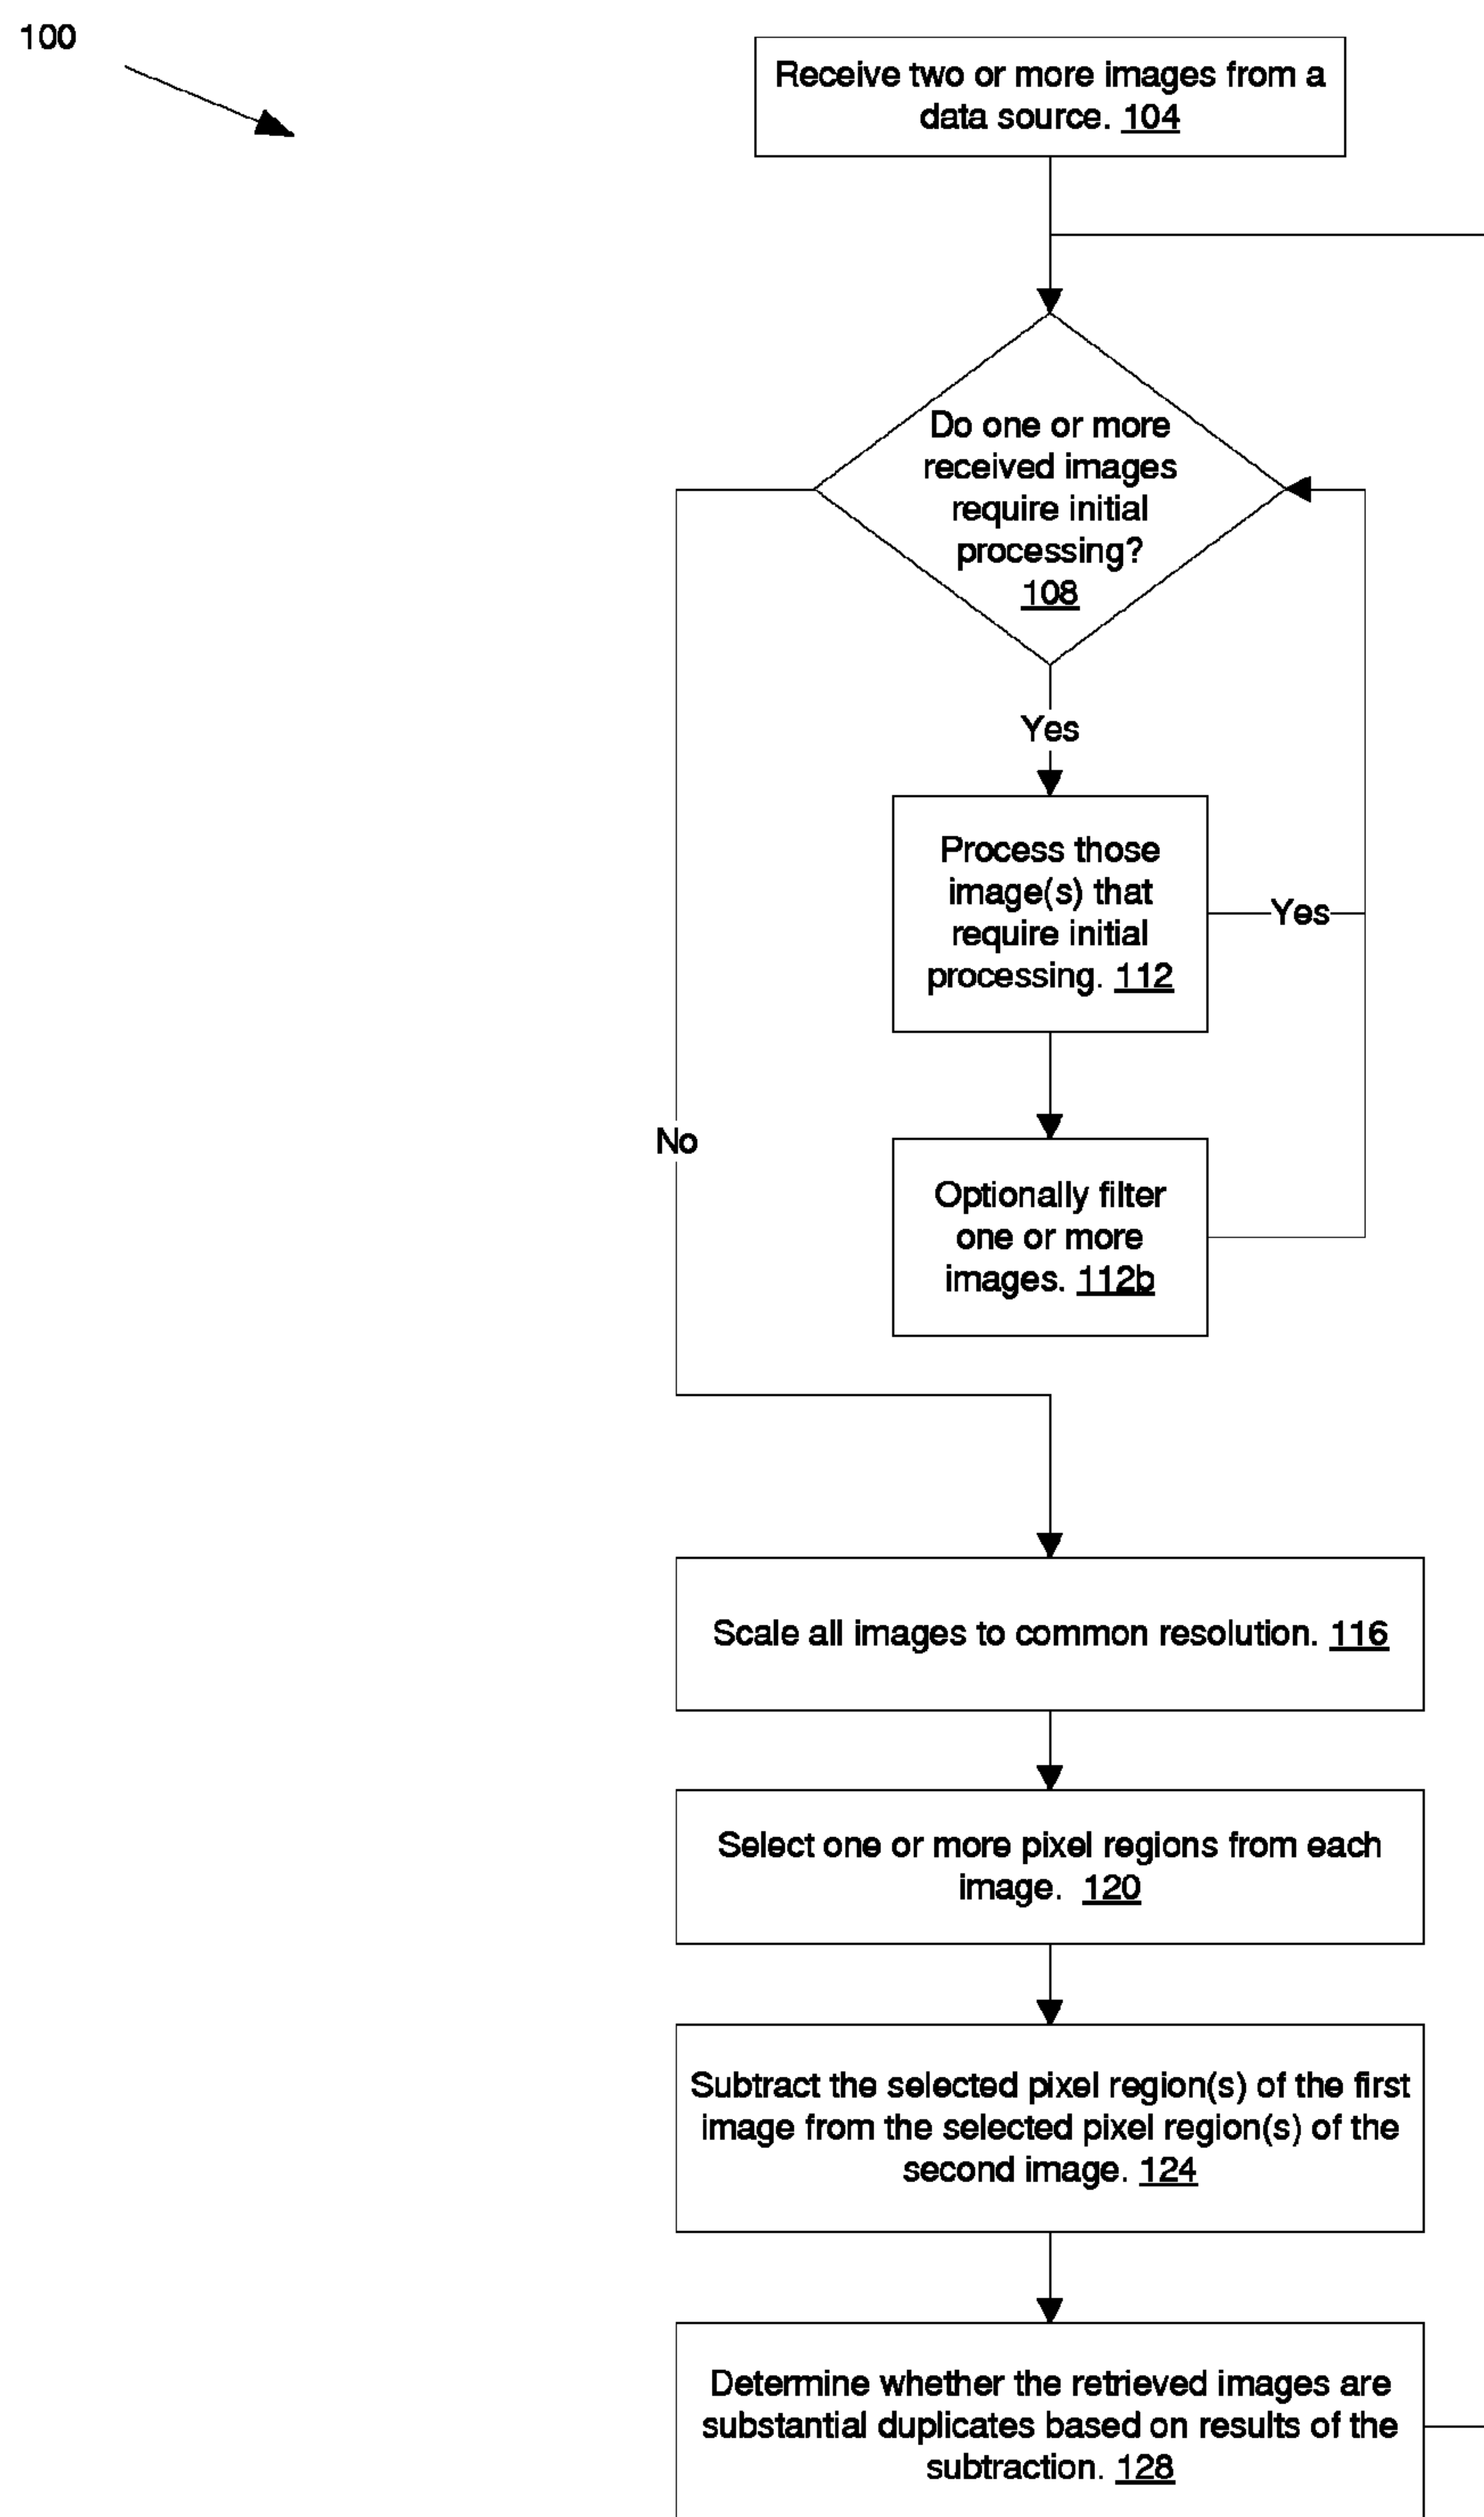 100
Receive two or more images from a
data source. 104
Do one or more
received images
require initial
processing?
108
Yes
Process those
image(s) that
require initial
processing. 112
Yes
No
Optionally filter
one or more
images. 112b
Scale all images to common resolution. 116
Select one or more pixel regions from each
image. 120
Subtract the selected pixel region(s) of the first
image from the selected pixel region(s) of the
second image. 124
Determine whether the retrieved images are
substantial duplicates based on results of the
subtraction. 128